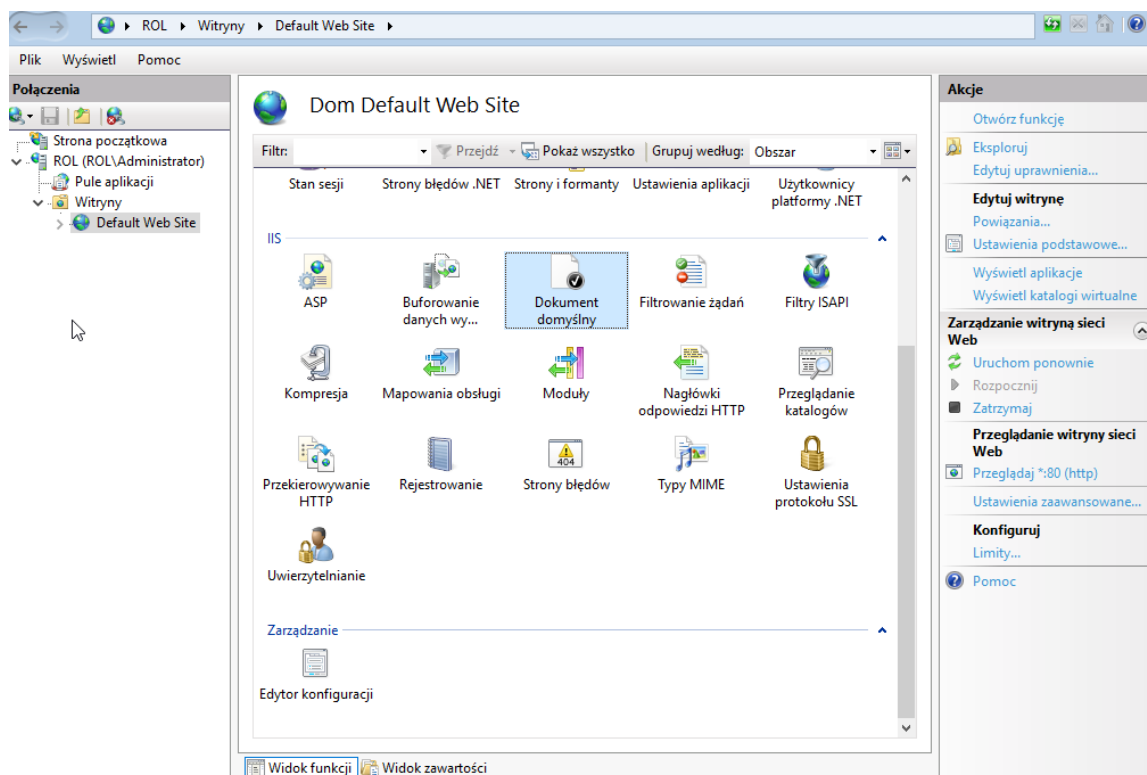 ROL Witryny Default Web Site
Plik Wyświetl Pomoc
Połączenia
Strona początkowa
ROL (ROL\Administrator)
Pule aplikacji
Witryny
Default Web Site
Dom Default Web Site
Filtr: Przejdź Pokaż wszystko Grupuj według: Obszar
Stan sesji Strony błędów .NET Strony i formanty Ustawienia aplikacji Użytkownicy
platformy .NET
IIS
ASP Buforowanie Dokument Filtrowanie żądań Filtry ISAPI
danych wy... domyślny
Kompresja Mapowania obsługi Moduły Nagłówki Przeglądanie
odpowiedzi HTTP katalogów
404
Przekierowywanie Rejestrowanie Strony błędów Typy MIME Ustawienia
HTTP protokołu SSL
Uwierzytelnianie
Zarządzanie
Edytor konfiguracji
Widok funkcji Widok zawartości
Akcje
Otwórz funkcję
Eksploruj
Edytuj uprawnienia...
Edytuj witrynę
Powiązania...
Ustawienia podstawowe...
Wyświetl aplikacje
Wyświetl katalogi wirtualne
Zarządzanie witryną sieci
Web
Uruchom ponownie
Rozpocznij
Zatrzymaj
Przeglądanie witryny sieci
Web
Przeglądaj *:80 (http)
Ustawienia zaawansowane...
Konfiguruj
Limity...
Pomoc